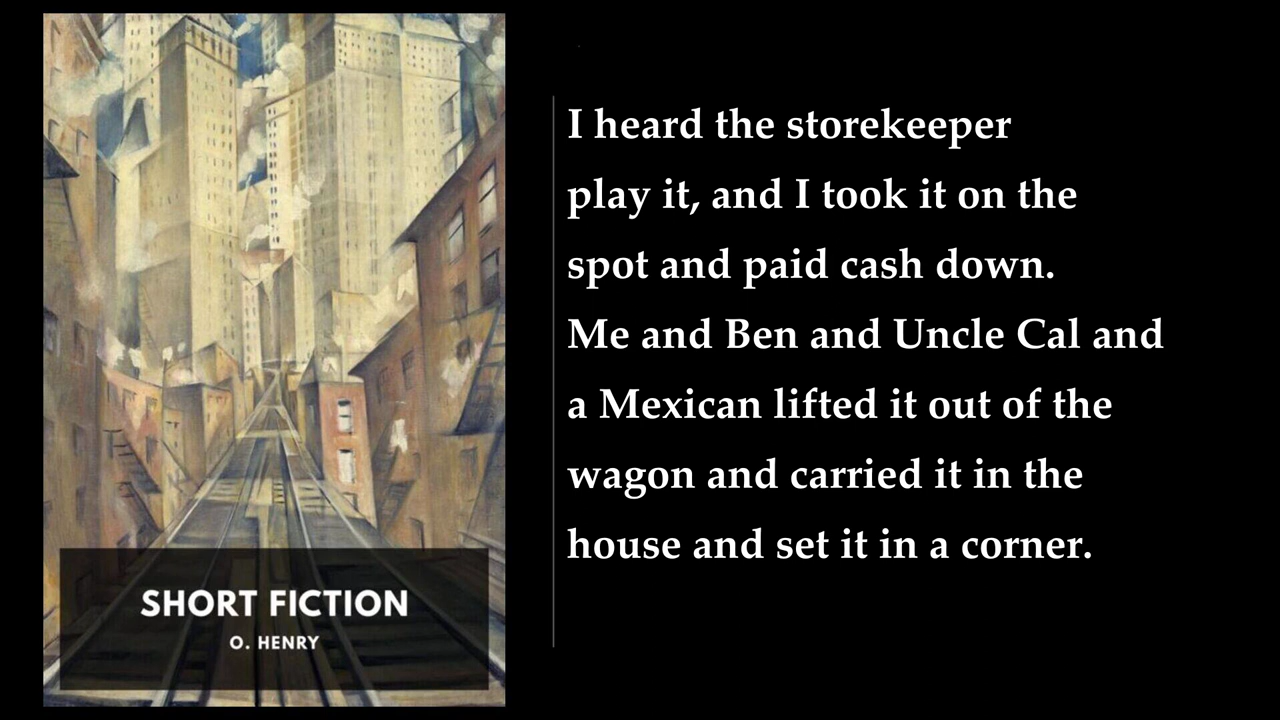 I heard the storekeeper
play it, and I took it on the
spot and paid cash down.
Me and Ben and Uncle Cal and
a Mexican lifted it out of the
wagon and carried it in the
house and set it in a corner.
SHORT FICTION
O. HENRY